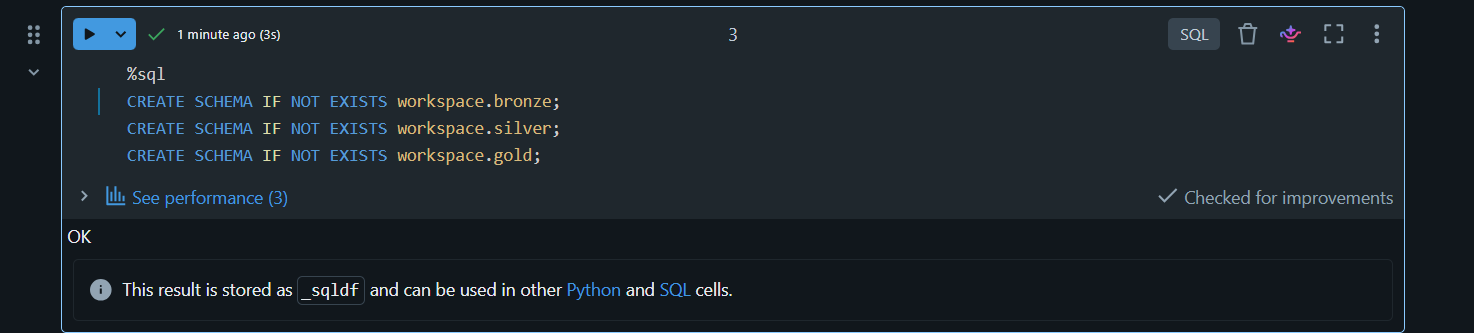 1 minute ago (3s)
3
SQL
%sql
CREATE SCHEMA IF NOT EXISTS workspace.bronze;
CREATE SCHEMA IF NOT EXISTS workspace.silver;
CREATE SCHEMA IF NOT EXISTS workspace.gold;
See performance (3)
Checked for improvements
OK
This result is stored as _sqldf and can be used in other Python and SQL cells.